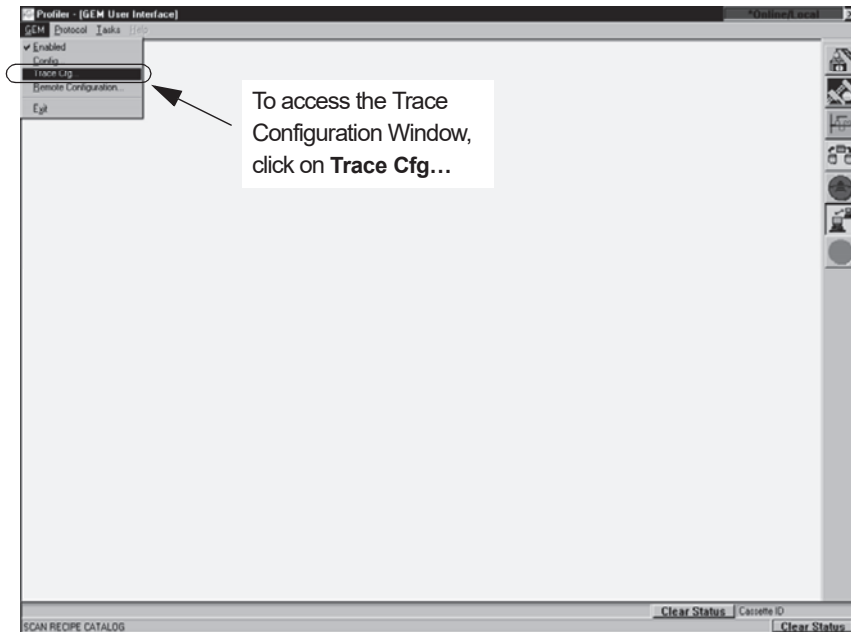 Profiler - [GEM User Interface]
*Online/Local
GEM Protocol Tasks Help
Enabled
Config...
Trace Cfg...
Remote Configuration...
Exit
To access the Trace
Configuration Window,
click on Trace Cfg…
Clear Status Cassette ID
SCAN RECIPE CATALOG
Clear Status